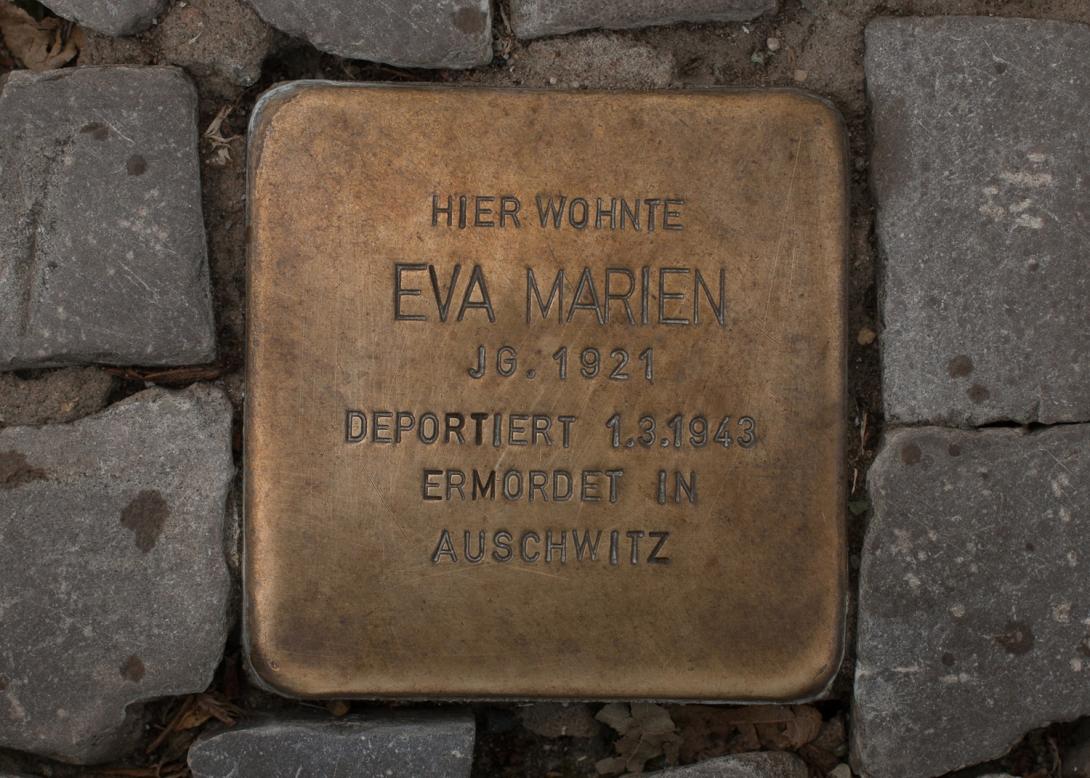 HIER WOHNTE
EVA MARIEN
JG. 1921
DEPORTIERT 1.3.1943
ERMORDET IN
AUSCHWITZ